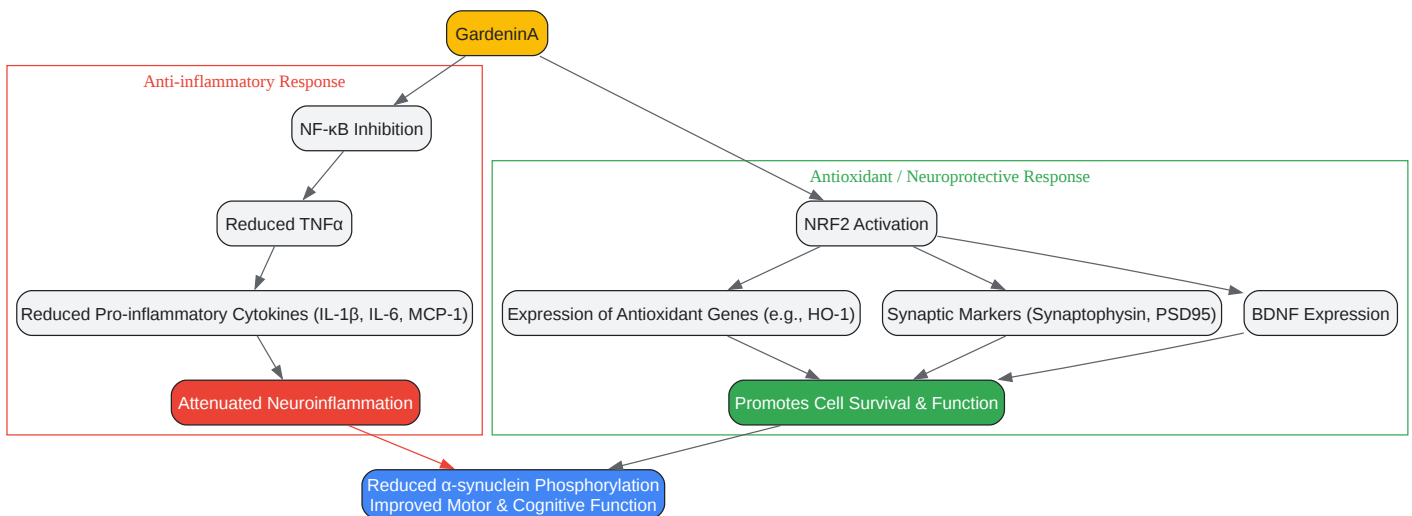 GardeninA
Anti-inflammatory Response
NF-κB Inhibition
Antioxidant / Neuroprotective Response
Reduced TNFα
NRF2 Activation
Reduced Pro-inflammatory Cytokines (IL-1β, IL-6, MCP-1)
Expression of Antioxidant Genes (e.g., HO-1)
Synaptic Markers (Synaptophysin, PSD95)
BDNF Expression
Attenuated Neuroinflammation
Promotes Cell Survival & Function
Reduced α-synuclein Phosphorylation
Improved Motor & Cognitive Function